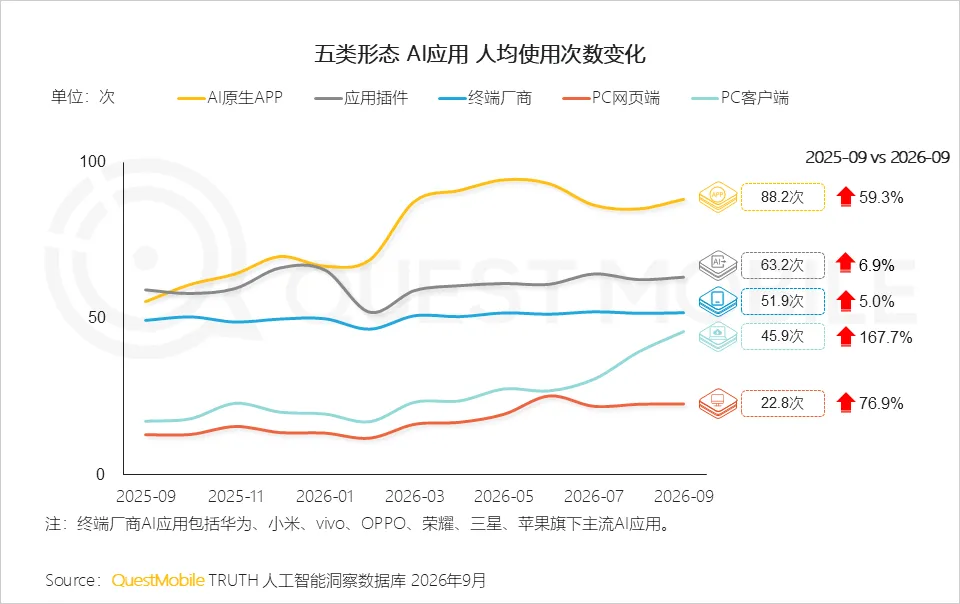 五类形态 AI应用 人均使用次数变化
单位：次
AI原生APP 应用插件 终端厂商 PC网页端 PC客户端
2025-09 vs 2026-09
100
50
0
APP 88.2次 59.3%
AI+ 63.2次 6.9%
51.9次 5.0%
45.9次 167.7%
22.8次 76.9%
QUEST MOBILE
2025-09 2025-11 2026-01 2026-03 2026-05 2026-07 2026-09
注：终端厂商AI应用包括华为、小米、vivo、OPPO、荣耀、三星、苹果旗下主流AI应用。
Source：QuestMobile TRUTH 人工智能洞察数据库 2026年9月